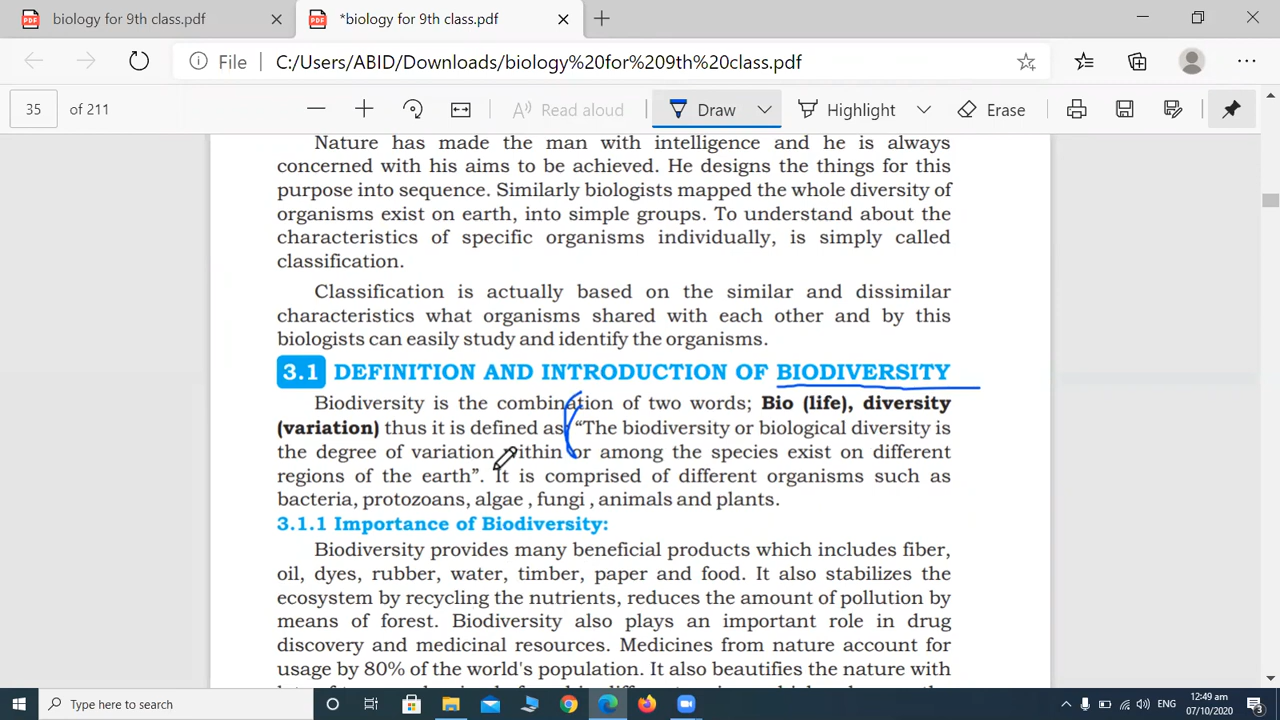 biology for 9th class.pdf
*biology for 9th class.pdf
File
C:/Users/ABID/Downloads/biology%20for%209th%20class.pdf
35 of 211
Read aloud
Draw
Highlight
Erase
Nature has made the man with intelligence and he is always
concerned with his aims to be achieved. He designs the things for this
purpose into sequence. Similarly biologists mapped the whole diversity of
organisms exist on earth, into simple groups. To understand about the
characteristics of specific organisms individually, is simply called
classification.
Classification is actually based on the similar and dissimilar
characteristics what organisms shared with each other and by this
biologists can easily study and identify the organisms.
3.1 DEFINITION AND INTRODUCTION OF BIODIVERSITY
Biodiversity is the combination of two words; Bio (life), diversity
(variation) thus it is defined as “The biodiversity or biological diversity is
the degree of variation within or among the species exist on different
regions of the earth”. It is comprised of different organisms such as
bacteria, protozoans, algae , fungi , animals and plants.
3.1.1 Importance of Biodiversity:
Biodiversity provides many beneficial products which includes fiber,
oil, dyes, rubber, water, timber, paper and food. It also stabilizes the
ecosystem by recycling the nutrients, reduces the amount of pollution by
means of forest. Biodiversity also plays an important role in drug
discovery and medicinal resources. Medicines from nature account for
usage by 80% of the world's population. It also beautifies the nature with
Type here to search
ENG
12:49 am
07/10/2020
3